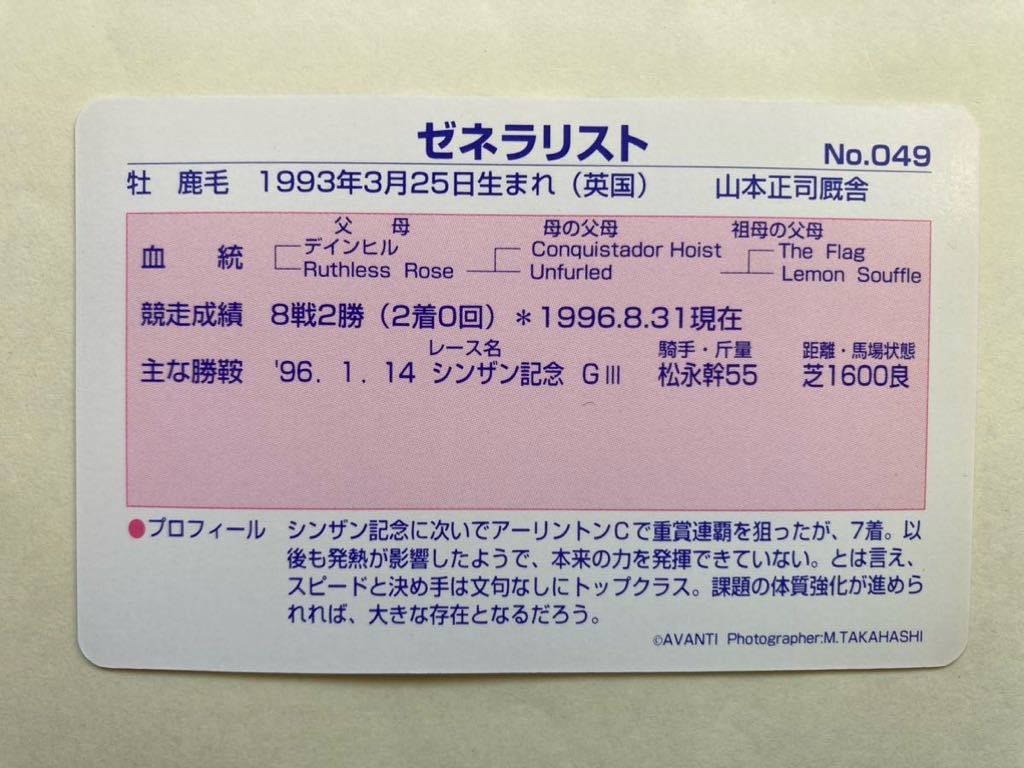 ゼネラリスト
No.049
牡 鹿毛 1993年3月25日生まれ（英国） 山本正司厩舎
父 母 母の父母 祖母の父母
血 統 デインヒル Conquistador Hoist The Flag
Ruthless Rose Unfurled Lemon Souffle
競走成績 8戦2勝（2着0回）＊1996.8.31現在
レース名 騎手・斤量 距離・馬場状態
主な勝鞍 '96. 1. 14 シンザン記念 GⅢ 松永幹55 芝1600良
●プロフィール シンザン記念に次いでアーリントンCで重賞連覇を狙ったが、7着。以
後も発熱が影響したようで、本来の力を発揮できていない。とは言え、
スピードと決め手は文句なしにトップクラス。課題の体質強化が進めら
れれば、大きな存在となるだろう。
©AVANTI Photographer:M.TAKAHASHI